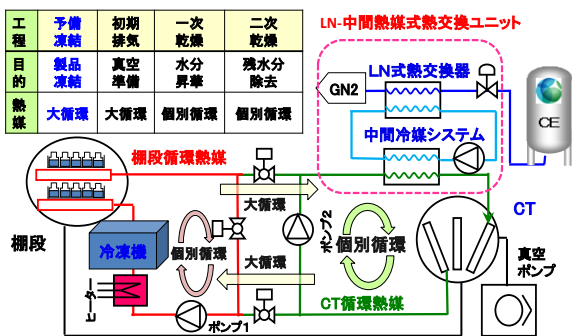 工程 予備凍結 初期排気 一次乾燥 二次乾燥
目的 製品凍結 真空準備 水分昇華 残水分除去
熱媒 大循環 大循環 個別循環 個別循環
LN-中間熱媒式熱交換ユニット
GN2
LN式熱交換器
中間冷媒システム
CE
棚段循環熱媒
大循環
棚段
冷凍機
個別循環
ポンプ2
個別循環
CT
大循環
ヒーター
ポンプ1
CT循環熱媒
真空ポンプ